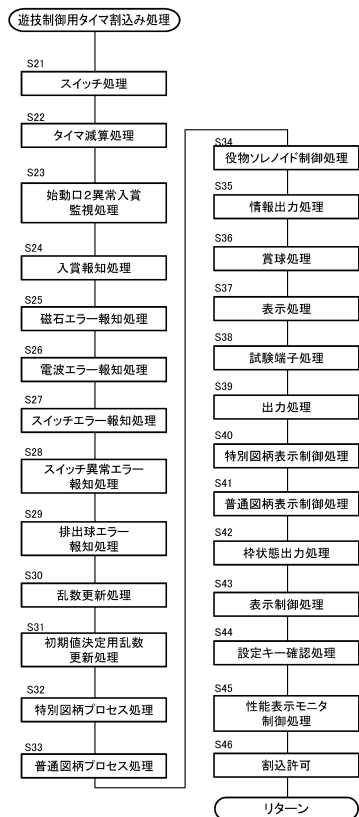 遊技制御用タイマ割込み処理
S21
スイッチ処理
S22
タイマ減算処理
S23
始動口2異常入賞
監視処理
S24
入賞報知処理
S25
磁石エラー報知処理
S26
電波エラー報知処理
S27
スイッチエラー報知処理
S28
スイッチ異常エラー
報知処理
S29
排出球エラー
報知処理
S30
乱数更新処理
S31
初期値決定用乱数
更新処理
S32
特別図柄プロセス処理
S33
普通図柄プロセス処理
S34
役物ソレノイド制御処理
S35
情報出力処理
S36
賞球処理
S37
表示処理
S38
試験端子処理
S39
出力処理
S40
特別図柄表示制御処理
S41
普通図柄表示制御処理
S42
枠状態出力処理
S43
表示制御処理
S44
設定キー確認処理
S45
性能表示モニタ
制御処理
S46
割込許可
リターン